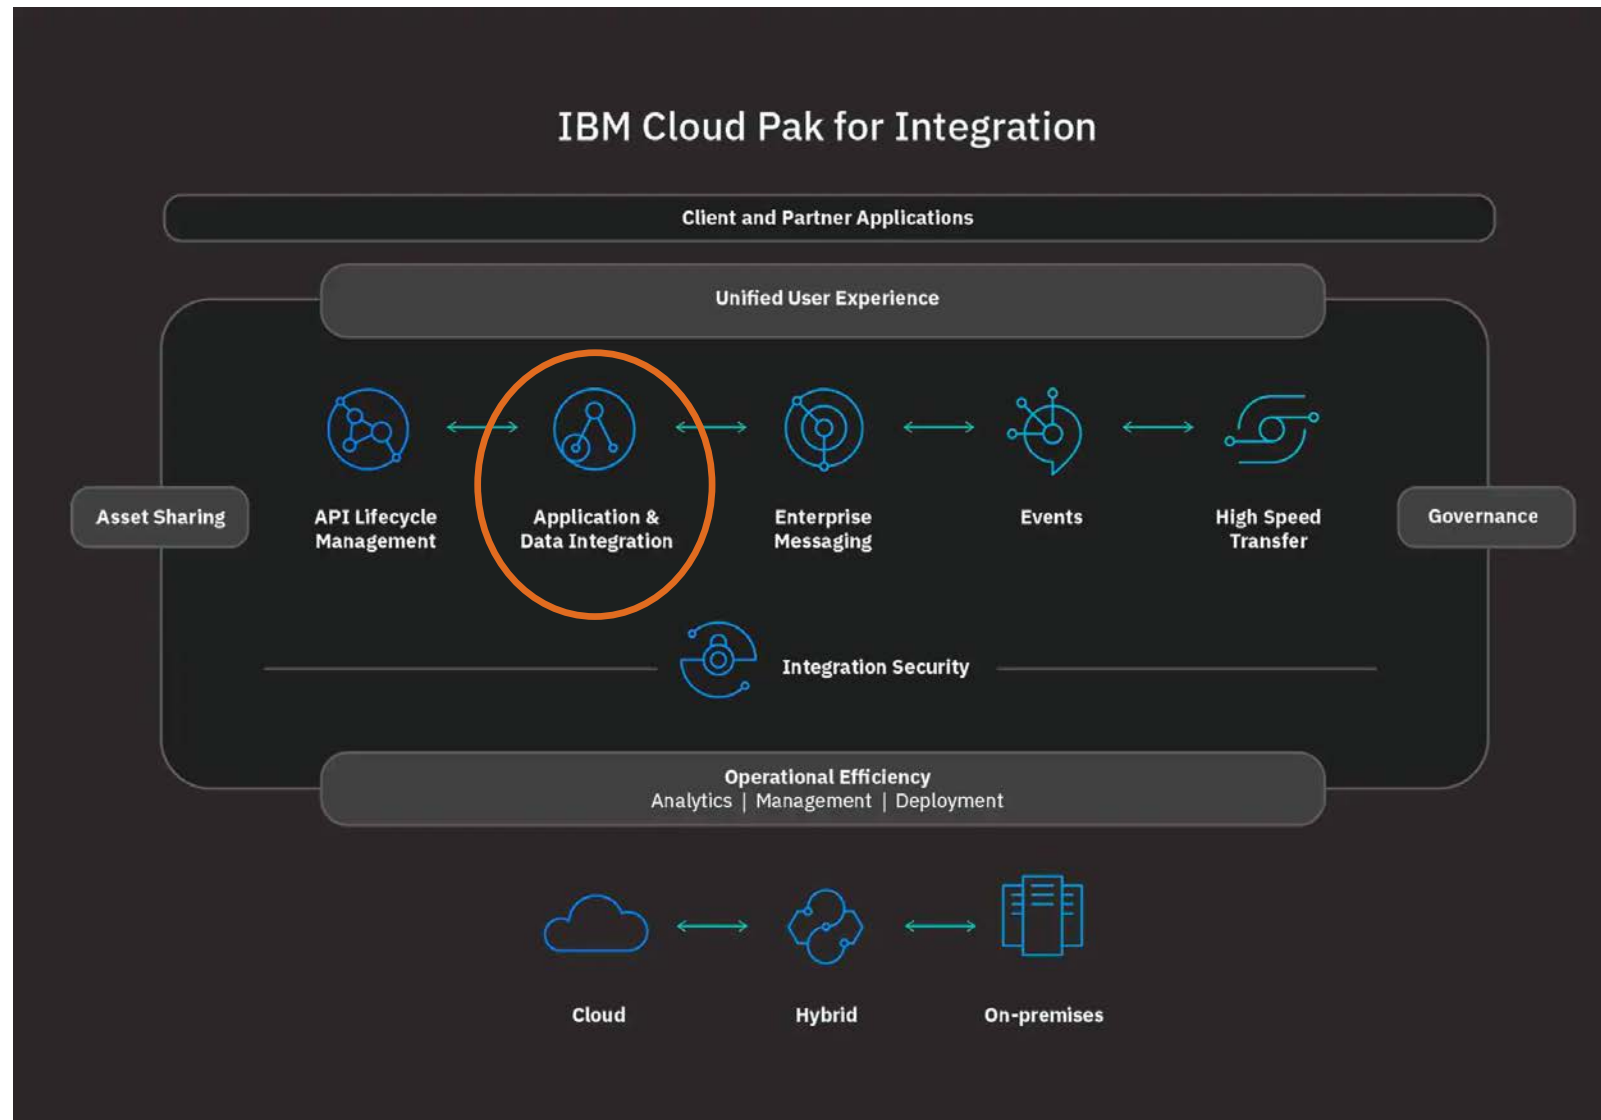 IBM Cloud Pak for Integration
Client and Partner Applications
Unified User Experience
Asset Sharing
API Lifecycle
Management
Application &
Data Integration
Enterprise
Messaging
Events
High Speed
Transfer
Governance
Integration Security
Operational Efficiency
Analytics | Management | Deployment
Cloud
Hybrid
On-premises